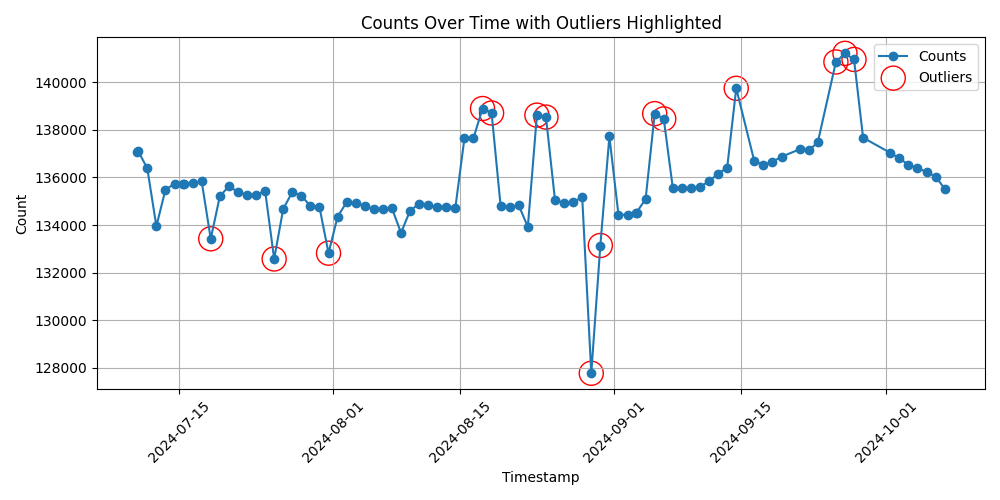 Counts Over Time with Outliers Highlighted
Counts
Outliers
140000
138000
136000
134000
132000
130000
128000
Count
2024-07-15
2024-08-01
2024-08-15
2024-09-01
2024-09-15
2024-10-01
Timestamp